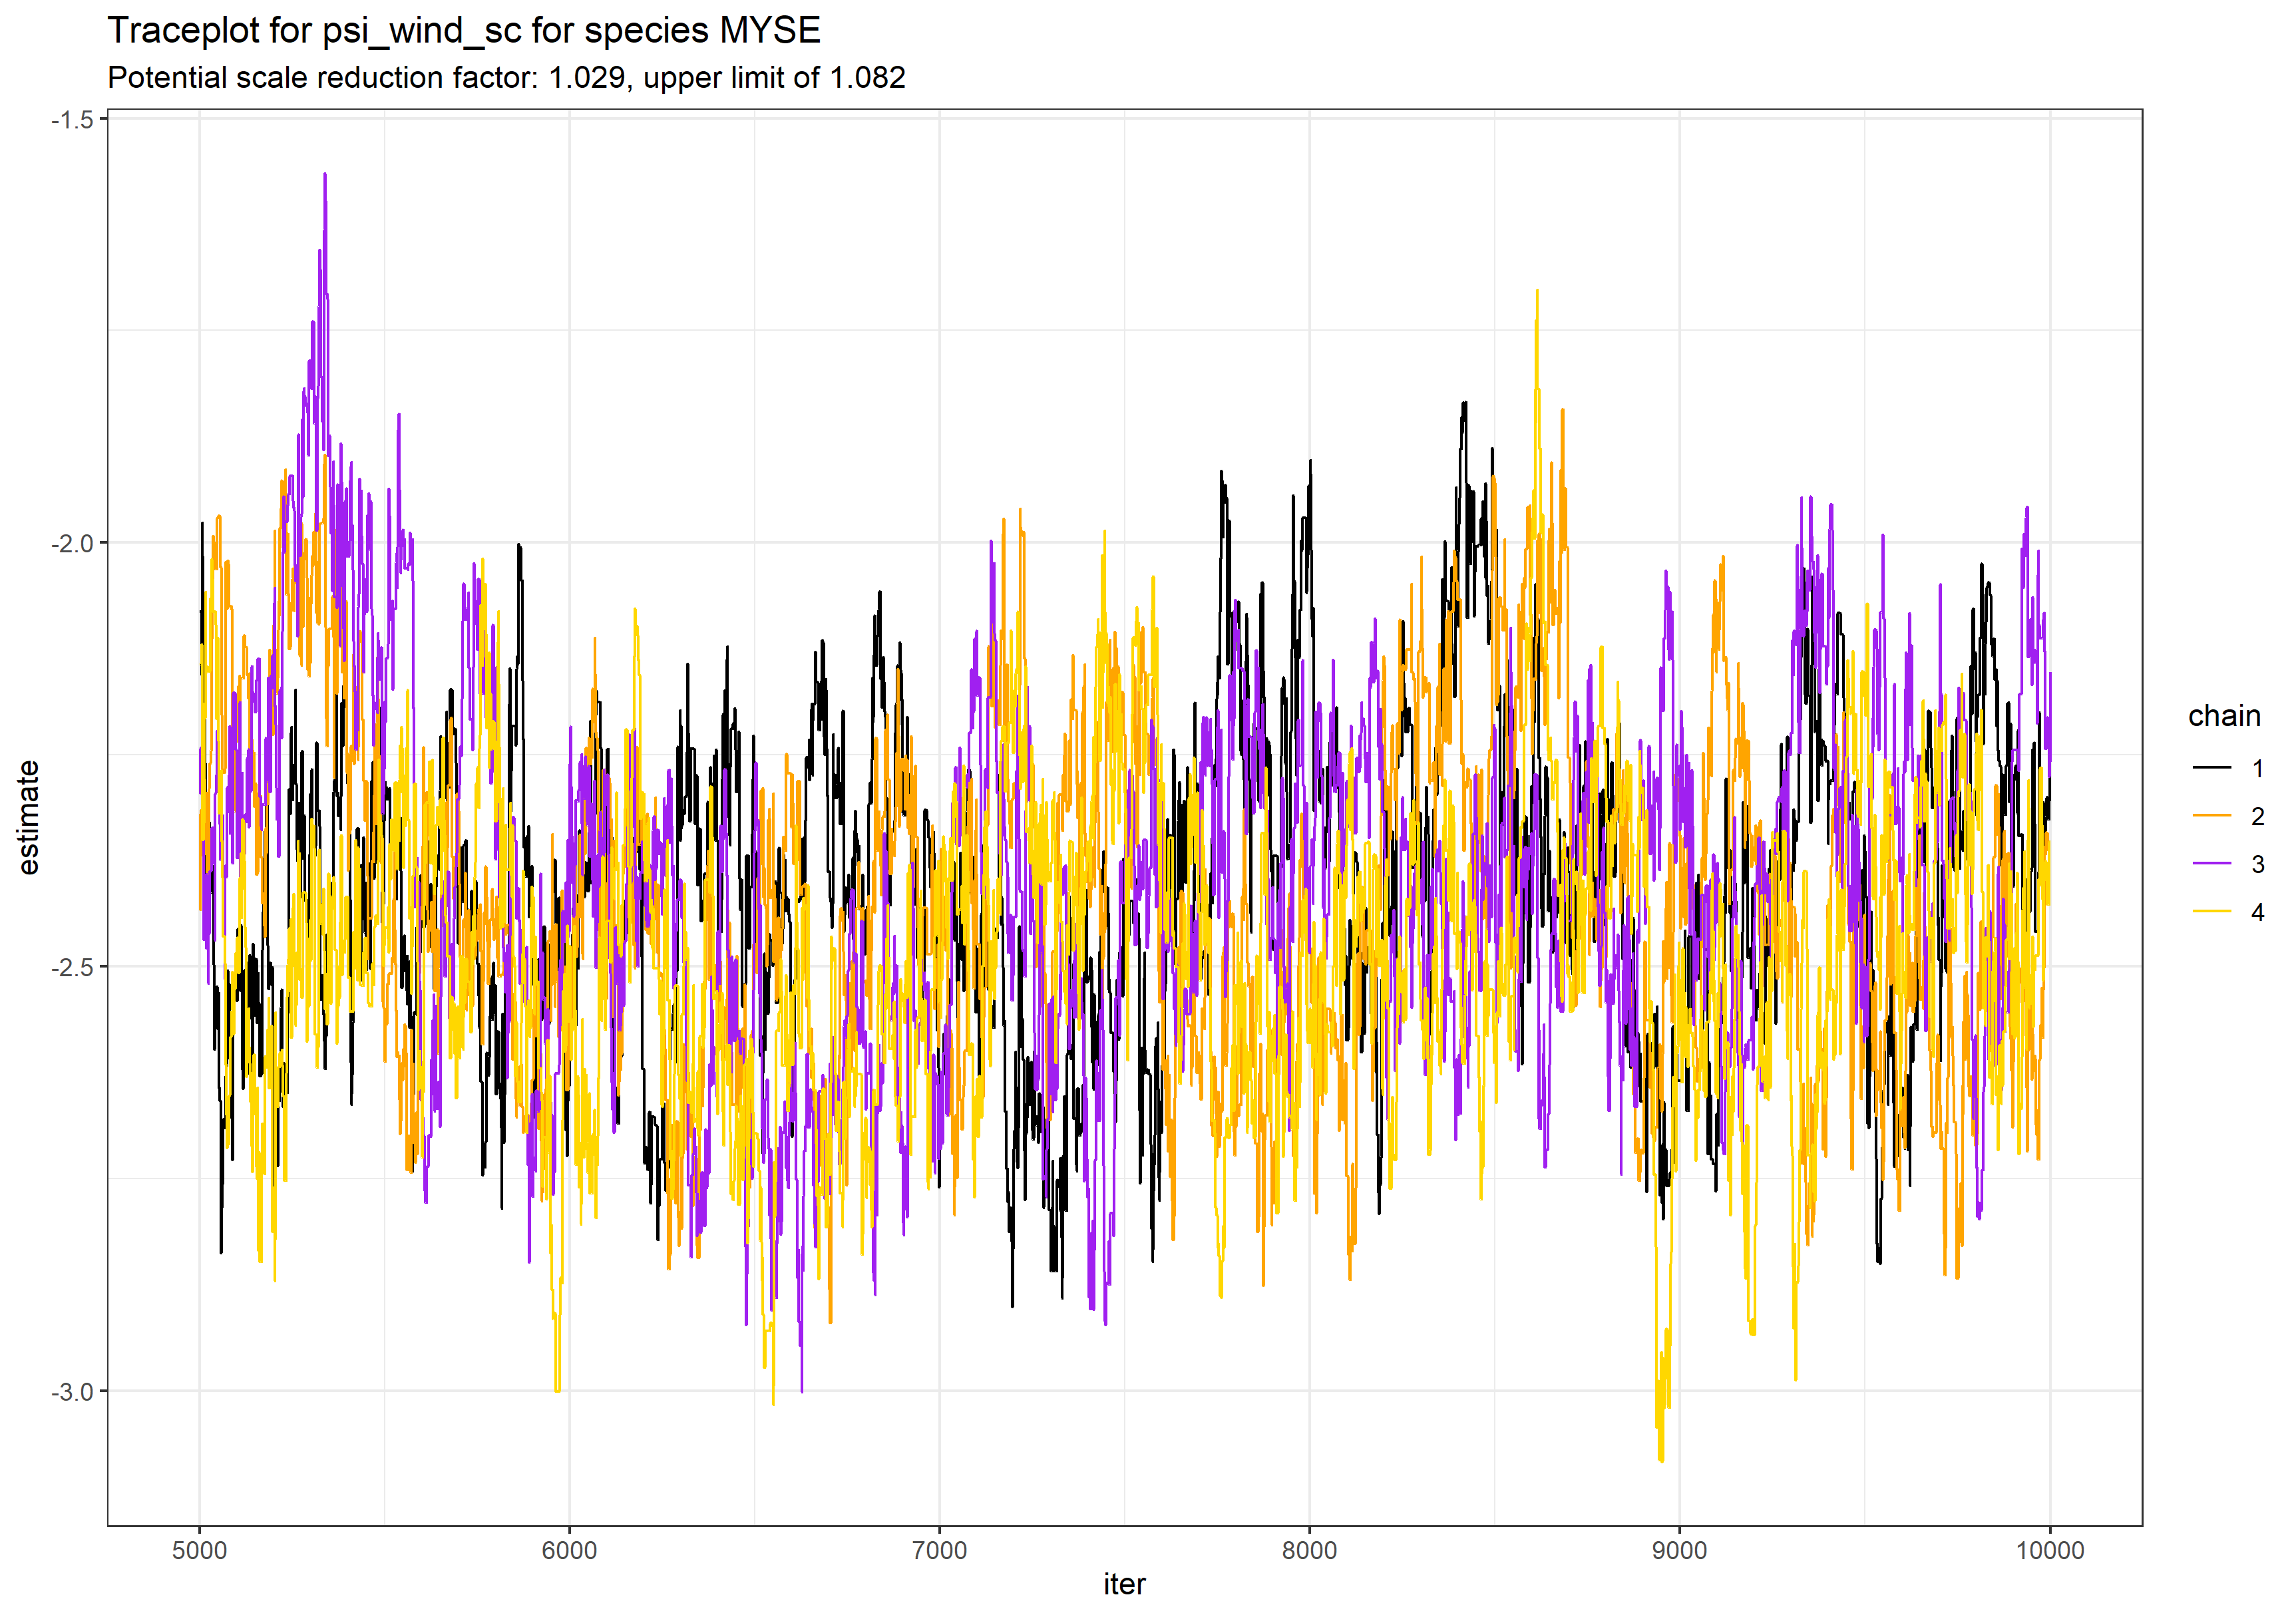 Traceplot for psi_wind_sc for species MYSE
Potential scale reduction factor: 1.029, upper limit of 1.082
-1.5
-2.0
-2.5
-3.0
estimate
5000 6000 7000 8000 9000 10000
iter
chain
1
2
3
4